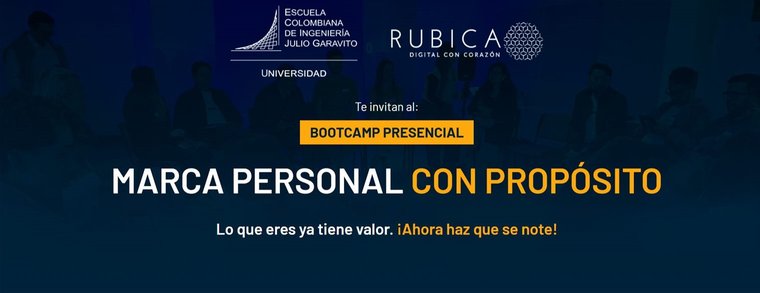 ESCUELA
COLOMBIANA
DE INGENIERÍA
JULIO GARAVITO
UNIVERSIDAD
RUBICA
DIGITAL CON CORAZÓN
Te invitan al:
BOOTCAMP PRESENCIAL
MARCA PERSONAL CON PROPÓSITO
Lo que eres ya tiene valor. ¡Ahora haz que se note!